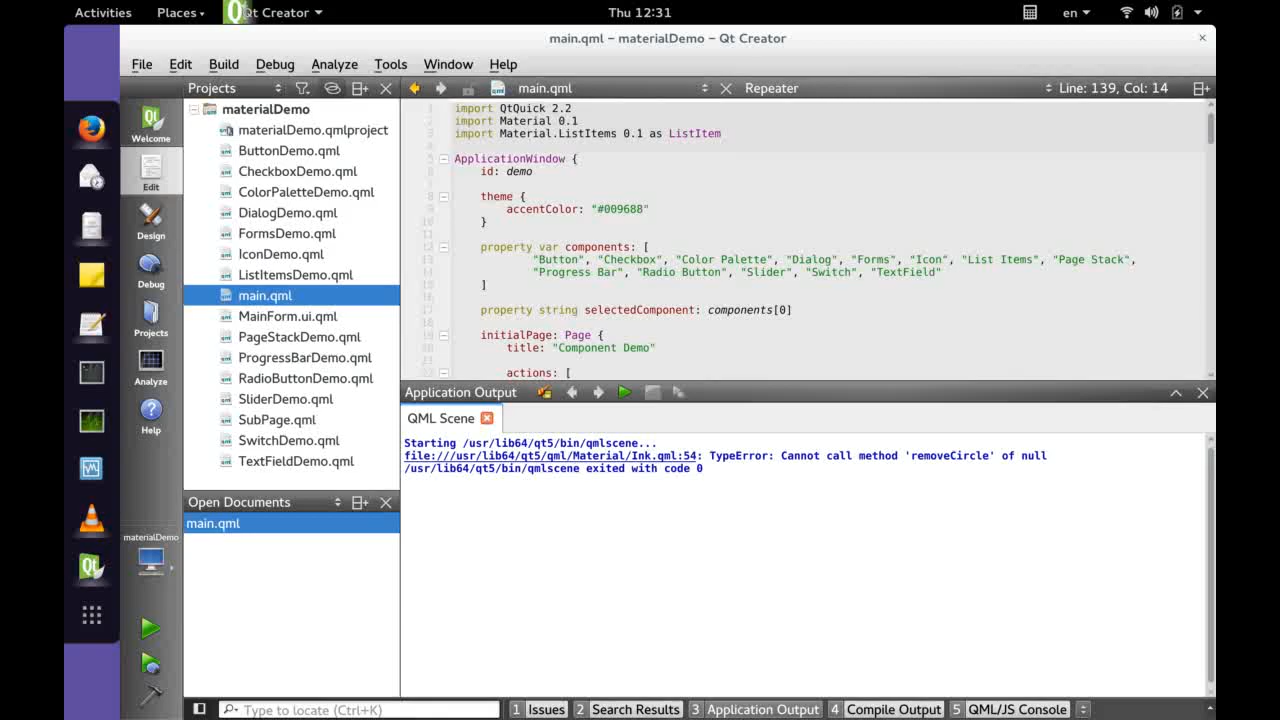 Activities Places Qt Creator Thu 12:31 en
main.qml – materialDemo – Qt Creator
File Edit Build Debug Analyze Tools Window Help
Projects main.qml Repeater Line: 139, Col: 14
Welcome
Edit
Design
Debug
Projects
Analyze
Help
materialDemo
materialDemo
materialDemo.qmlproject
ButtonDemo.qml
CheckboxDemo.qml
ColorPaletteDemo.qml
DialogDemo.qml
FormsDemo.qml
IconDemo.qml
ListItemsDemo.qml
main.qml
MainForm.ui.qml
PageStackDemo.qml
ProgressBarDemo.qml
RadioButtonDemo.qml
SliderDemo.qml
SubPage.qml
SwitchDemo.qml
TextFieldDemo.qml
Open Documents
main.qml
import QtQuick 2.2
import Material 0.1
import Material.ListItems 0.1 as ListItem
ApplicationWindow {
id: demo
theme {
accentColor: "#009688"
}
property var components: [
"Button", "Checkbox", "Color Palette", "Dialog", "Forms", "Icon", "List Items", "Page Stack",
"Progress Bar", "Radio Button", "Slider", "Switch", "TextField"
]
property string selectedComponent: components[0]
initialPage: Page {
title: "Component Demo"
actions: [
Application Output
QML Scene
Starting /usr/lib64/qt5/bin/qmlscene...
file:///usr/lib64/qt5/qml/Material/Ink.qml:54: TypeError: Cannot call method 'removeCircle' of null
/usr/lib64/qt5/bin/qmlscene exited with code 0
Type to locate (Ctrl+K) 1 Issues 2 Search Results 3 Application Output 4 Compile Output 5 QML/JS Console